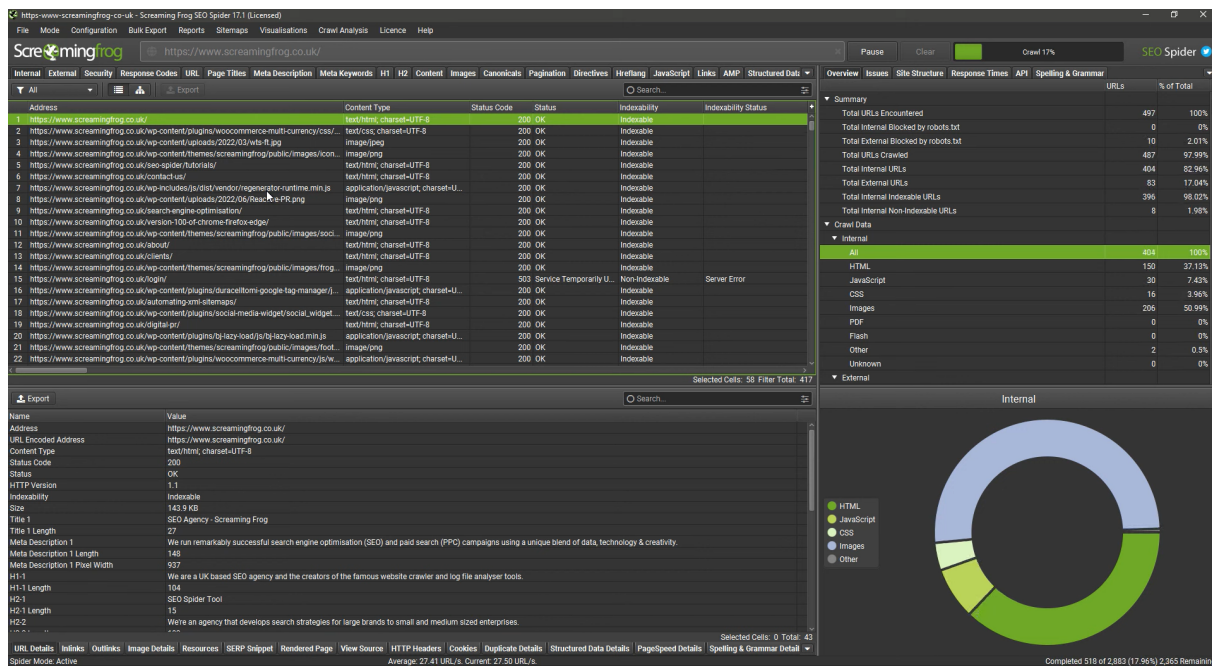 https-www-screamingfrog-co-uk - Screaming Frog SEO Spider 17.1 (Licensed)
File Mode Configuration Bulk Export Reports Sitemaps Visualisations Crawl Analysis Licence Help
Screamingfrog https://www.screamingfrog.co.uk/ Pause Clear Crawl 17% SEO Spider
Internal External Security Response Codes URL Page Titles Meta Description Meta Keywords H1 H2 Content Images Canonicals Pagination Directives Hreflang JavaScript Links AMP Structured Data
All Export Search...
Address Content Type Status Code Status Indexability Indexability Status
1 https://www.screamingfrog.co.uk/ text/html; charset=UTF-8 200 OK Indexable
2 https://www.screamingfrog.co.uk/wp-content/plugins/woocommerce-multi-currency/css/... text/css; charset=UTF-8 200 OK Indexable
3 https://www.screamingfrog.co.uk/wp-content/uploads/2022/03/wts-ft.jpg image/jpeg 200 OK Indexable
4 https://www.screamingfrog.co.uk/wp-content/themes/screamingfrog/public/images/icon... image/png 200 OK Indexable
5 https://www.screamingfrog.co.uk/seo-spider/tutorials/ text/html; charset=UTF-8 200 OK Indexable
6 https://www.screamingfrog.co.uk/contact-us/ text/html; charset=UTF-8 200 OK Indexable
7 https://www.screamingfrog.co.uk/wp-includes/js/dist/vendor/regenerator-runtime.min.js application/javascript; charset=U... 200 OK Indexable
8 https://www.screamingfrog.co.uk/wp-content/uploads/2022/06/ image/png 200 OK Indexable
9 https://www.screamingfrog.co.uk/search-engine-optimisation/ text/html; charset=UTF-8 200 OK Indexable
10 https://www.screamingfrog.co.uk/version-100-of-chrome-firefox-edge/ text/html; charset=UTF-8 200 OK Indexable
11 https://www.screamingfrog.co.uk/wp-content/themes/screamingfrog/public/images/soci... image/png 200 OK Indexable
12 https://www.screamingfrog.co.uk/about/ text/html; charset=UTF-8 200 OK Indexable
13 https://www.screamingfrog.co.uk/clients/ text/html; charset=UTF-8 200 OK Indexable
14 https://www.screamingfrog.co.uk/wp-content/themes/screamingfrog/public/images/frog... image/png 200 OK Indexable
15 https://www.screamingfrog.co.uk/login/ text/html; charset=UTF-8 503 Service Temporarily U... Non-Indexable Server Error
16 https://www.screamingfrog.co.uk/wp-content/plugins/duracelltomi-google-tag-manager/j... application/javascript; charset=U... 200 OK Indexable
17 https://www.screamingfrog.co.uk/automating-xml-sitemaps/ text/html; charset=UTF-8 200 OK Indexable
18 https://www.screamingfrog.co.uk/wp-content/plugins/social-media-widget/social_widget... text/css; charset=UTF-8 200 OK Indexable
19 https://www.screamingfrog.co.uk/digital-pr/ text/html; charset=UTF-8 200 OK Indexable
20 https://www.screamingfrog.co.uk/wp-content/plugins/bj-lazy-load/js/bj-lazy-load.min.js application/javascript; charset=U... 200 OK Indexable
21 https://www.screamingfrog.co.uk/wp-content/themes/screamingfrog/public/images/foot... image/png 200 OK Indexable
22 https://www.screamingfrog.co.uk/wp-content/plugins/woocommerce-multi-currency/js/w... application/javascript; charset=U... 200 OK Indexable
Selected Cells: 58 Filter Total: 417
Export Search...
Name Value
Address https://www.screamingfrog.co.uk/
URL Encoded Address https://www.screamingfrog.co.uk/
Content Type text/html; charset=UTF-8
Status Code 200
Status OK
HTTP Version 1.1
Indexability Indexable
Size 143.9 KB
Title 1 SEO Agency - Screaming Frog
Title 1 Length 27
Meta Description 1 We run remarkably successful search engine optimisation (SEO) and paid search (PPC) campaigns using a unique blend of data, technology & creativity.
Meta Description 1 Length 148
Meta Description 1 Pixel Width 937
H1-1 We are a UK based SEO agency and the creators of the famous website crawler and log file analyser tools.
H1-1 Length 104
H2-1 SEO Spider Tool
H2-1 Length 15
H2-2 We're an agency that develops search strategies for large brands to small and medium sized enterprises.
Selected Cells: 0 Total: 43
URL Details Inlinks Outlinks Image Details Resources SERP Snippet Rendered Page View Source HTTP Headers Cookies Duplicate Details Structured Data Details PageSpeed Details Spelling & Grammar Detail
Overview Issues Site Structure Response Times API Spelling & Grammar
URLs % of Total
Summary
Total URLs Encountered 497 100%
Total Internal Blocked by robots.txt 0 0%
Total External Blocked by robots.txt 10 2.01%
Total URLs Crawled 487 97.99%
Total Internal URLs 404 82.96%
Total External URLs 83 17.04%
Total Internal Indexable URLs 396 98.02%
Total Internal Non-Indexable URLs 8 1.98%
Crawl Data
Internal
All 404 100%
HTML 150 37.13%
JavaScript 30 7.43%
CSS 16 3.96%
Images 206 50.99%
PDF 0 0%
Flash 0 0%
Other 2 0.5%
Unknown 0 0%
External
Internal
HTML
JavaScript
CSS
Images
Other
Spider Mode: Active Average: 27.41 URL/s. Current: 27.50 URL/s. Completed 518 of 2,883 (17.96%) 2,365 Remainin